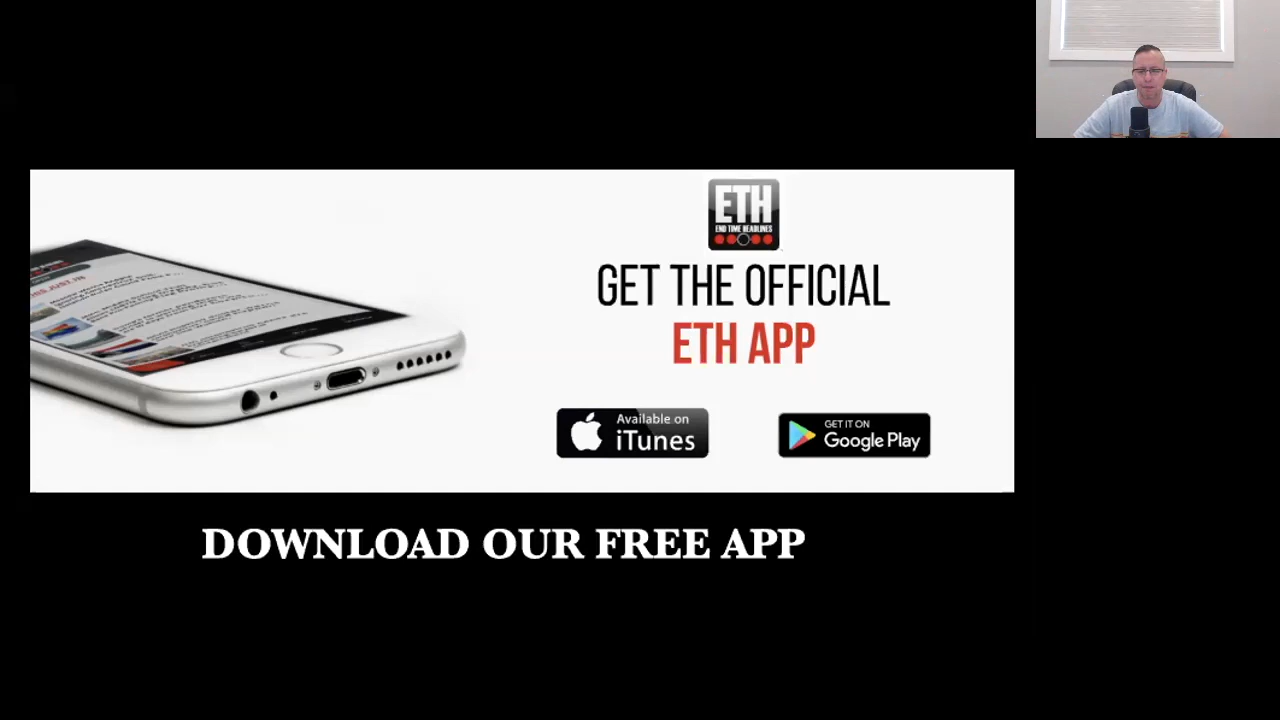 ETH
END TIME HEADLINES
GET THE OFFICIAL
ETH APP
Available on
iTunes
GET IT ON
Google Play
DOWNLOAD OUR FREE APP